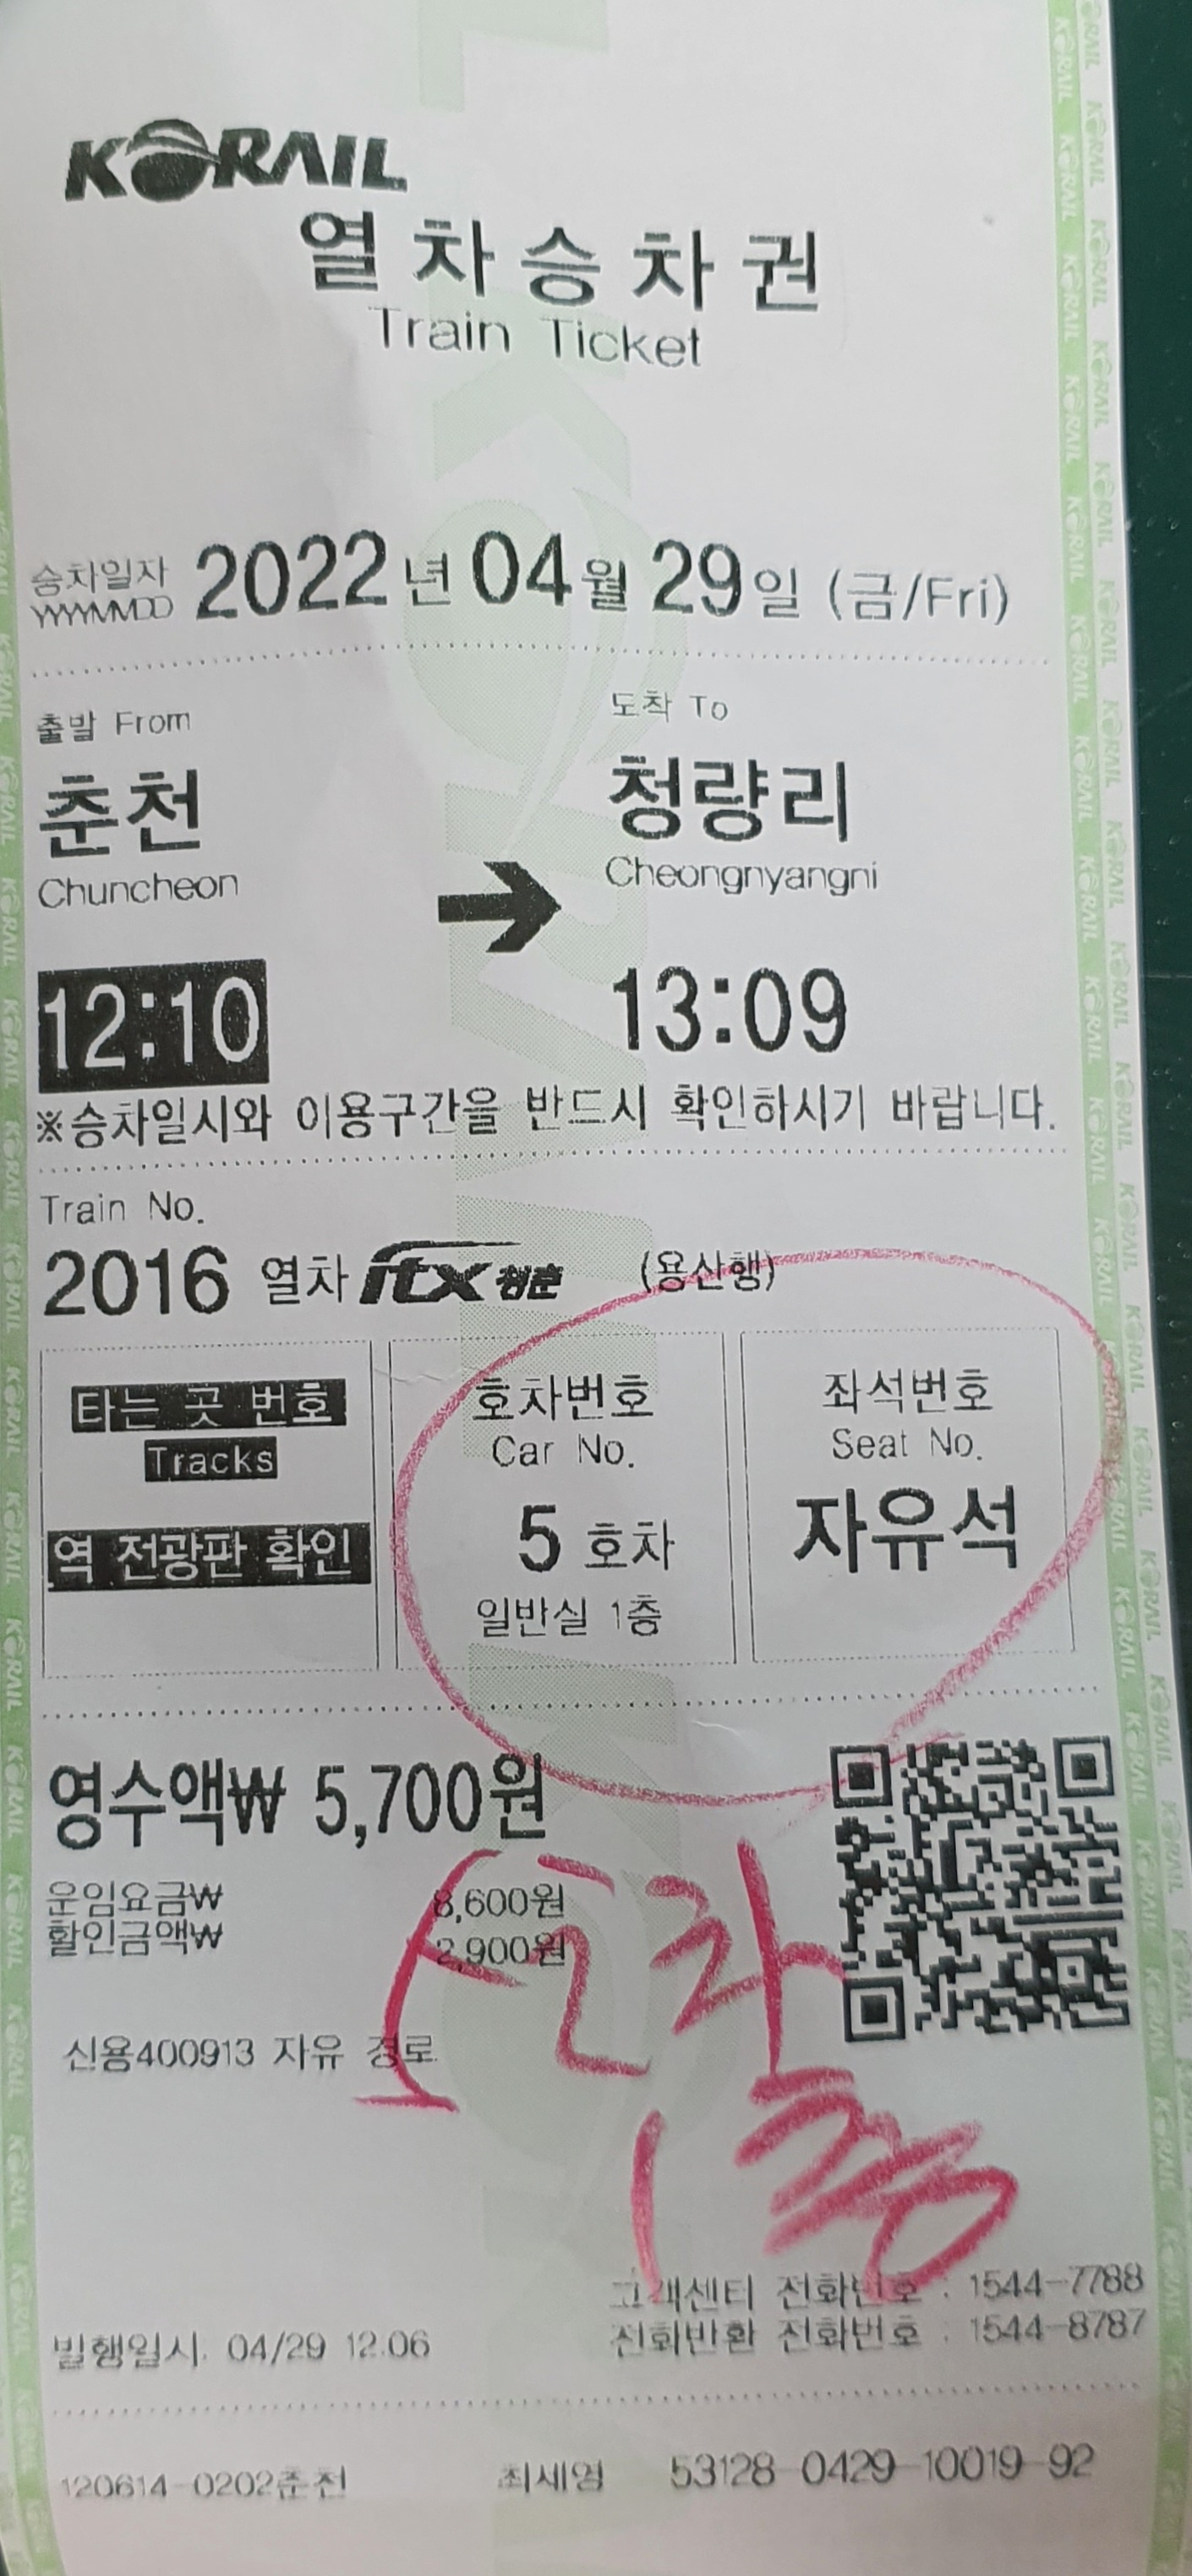 KORAIL
열차승차권
Train Ticket
승차일자 2022년 04월 29일 (금/Fri)
YYYYMMDD
출발 From 도착 To
춘천 청량리
Chuncheon → Cheongnyangni
12:10 13:09
※승차일시와 이용구간을 반드시 확인하시기 바랍니다.
Train No.
2016 열차 ITX 청춘 (용산행)
타는 곳 번호 호차번호 좌석번호
Tracks Car No. Seat No.
역 전광판 확인 5 호차 자유석
일반실 1층
영수액₩ 5,700원
운임요금₩ 8,600원
할인금액₩ 2,900원
신용400913 자유 경로
1층
고객센터 전화번호 : 1544-7788
발행일시. 04/29 12:06 전화반환 전화번호 : 1544-8787
120614-0202춘천 최세영 53128-0429-10019-92